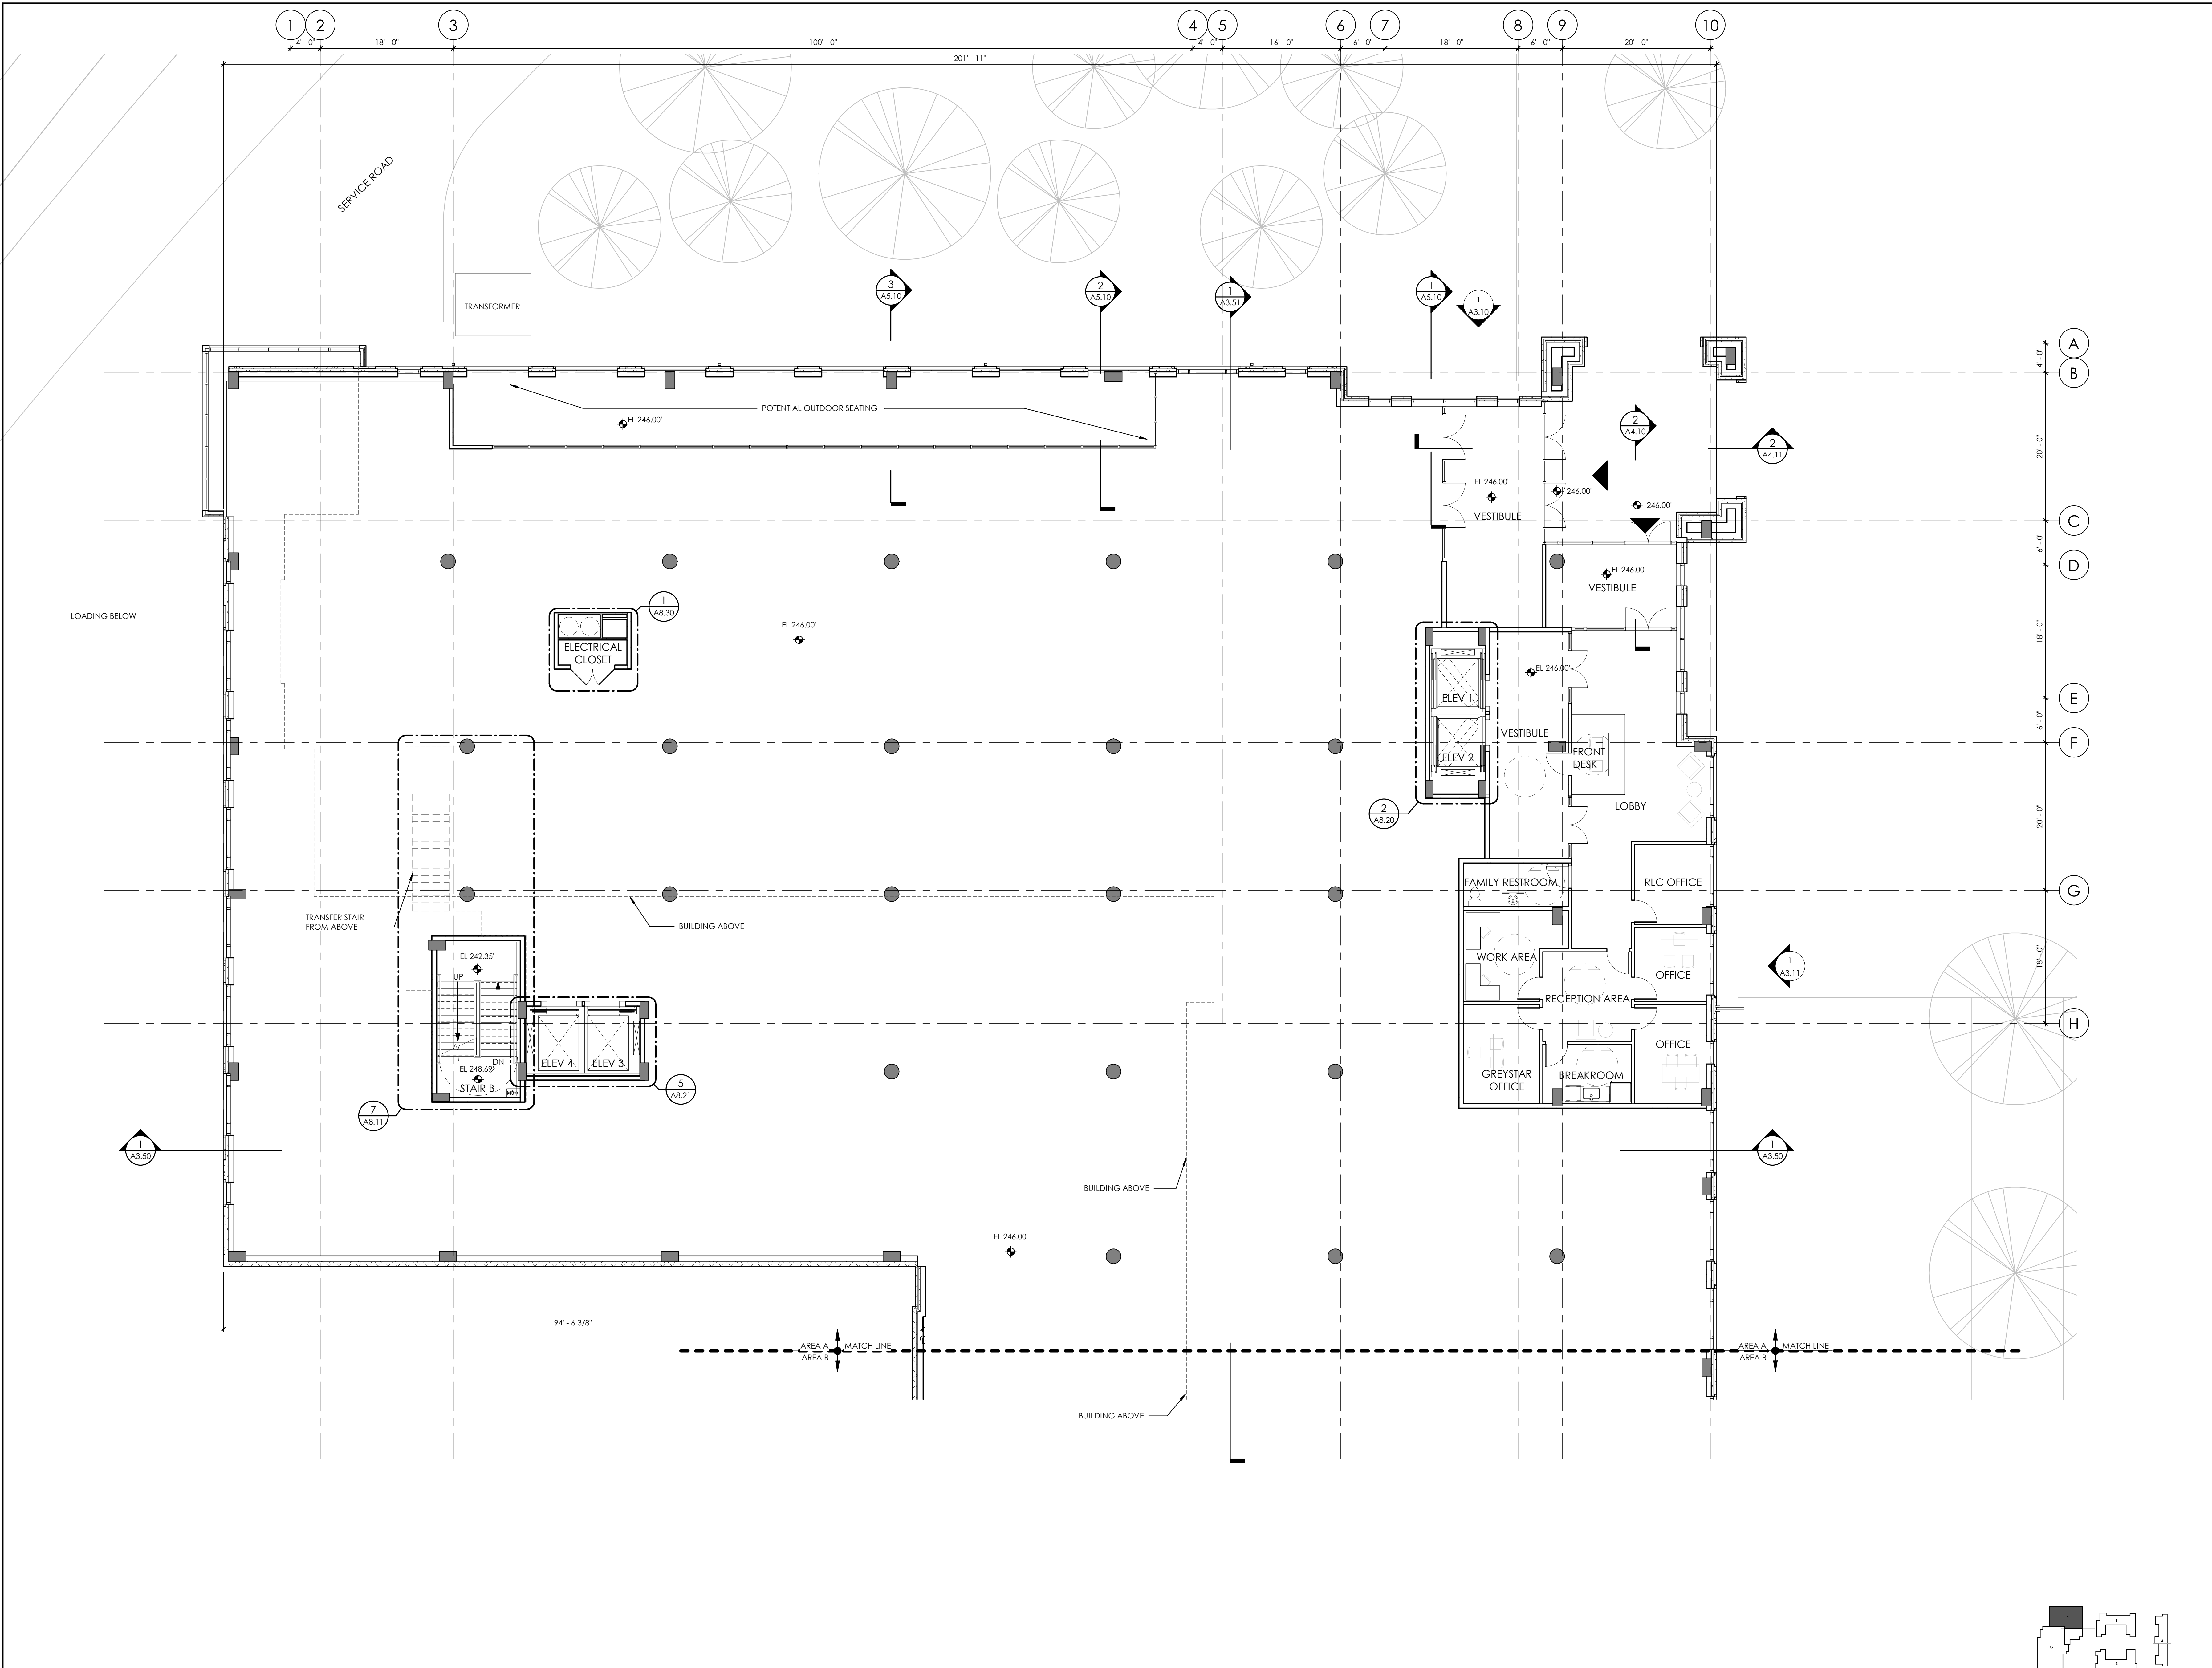 1 2 3 4 5 6 7 8 9 10
4' - 0" 18' - 0" 100' - 0" 4' - 0" 16' - 0" 6' - 0" 18' - 0" 6' - 0" 20' - 0"
201' - 11"
SERVICE ROAD
TRANSFORMER
3
A5.10
2
A5.10
1
A3.51
1
A5.10
1
A3.10
A
4' - 0"
B
POTENTIAL OUTDOOR SEATING
EL 246.00'
2
A4.10
2
A4.11
20' - 0"
EL 246.00'
VESTIBULE
246.00'
246.00'
C
6' - 0"
D
EL 246.00'
VESTIBULE
LOADING BELOW
1
A8.30
ELECTRICAL
CLOSET
EL 246.00'
18' - 0"
EL 246.00'
ELEV 1
E
6' - 0"
VESTIBULE
F
ELEV 2
FRONT
DESK
LOBBY
2
A8.20
20' - 0"
FAMILY RESTROOM
RLC OFFICE
G
TRANSFER STAIR
FROM ABOVE
BUILDING ABOVE
EL 242.35'
UP
WORK AREA
OFFICE
1
A3.11
18' - 0"
RECEPTION AREA
H
ELEV 4
ELEV 3
DN
EL 248.69'
STAIR B
OFFICE
GREYSTAR
OFFICE
BREAKROOM
5
A8.21
7
A8.11
1
A3.50
1
A3.50
BUILDING ABOVE
EL 246.00'
94' - 6 3/8"
AREA A MATCH LINE
AREA B
AREA A MATCH LINE
AREA B
BUILDING ABOVE